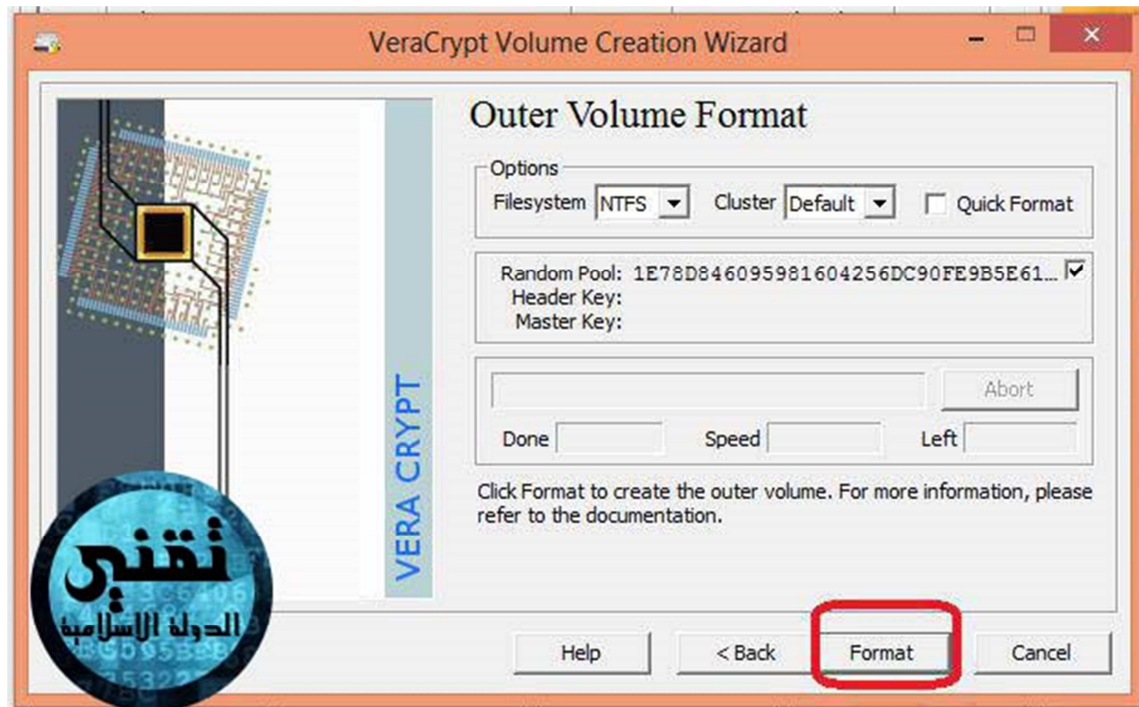 VeraCrypt Volume Creation Wizard
Outer Volume Format
Options
Filesystem NTFS Cluster Default Quick Format
Random Pool: 1E78D846095981604256DC90FE9B5E61...
Header Key:
Master Key:
Abort
Done Speed Left
Click Format to create the outer volume. For more information, please
refer to the documentation.
VERA CRYPT
تقني
الدولة الإسلامية
Help < Back Format Cancel